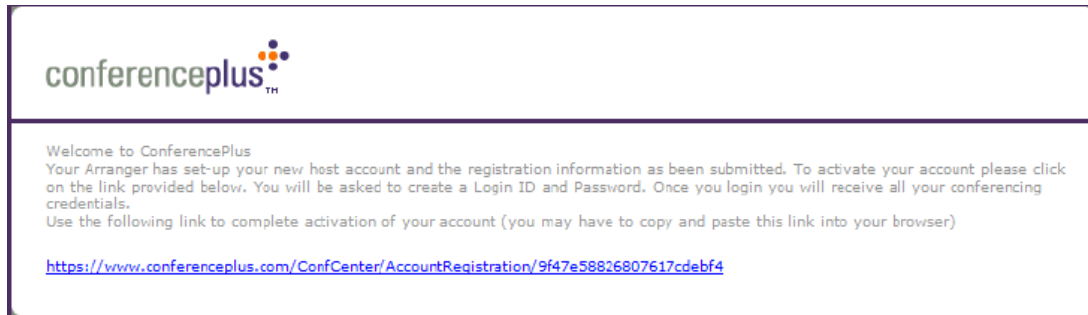 conferenceplus™
Welcome to ConferencePlus
Your Arranger has set-up your new host account and the registration information as been submitted. To activate your account please click
on the link provided below. You will be asked to create a Login ID and Password. Once you login you will receive all your conferencing
credentials.
Use the following link to complete activation of your account (you may have to copy and paste this link into your browser)
https://www.conferenceplus.com/ConfCenter/AccountRegistration/9f47e58826807617cdebf4